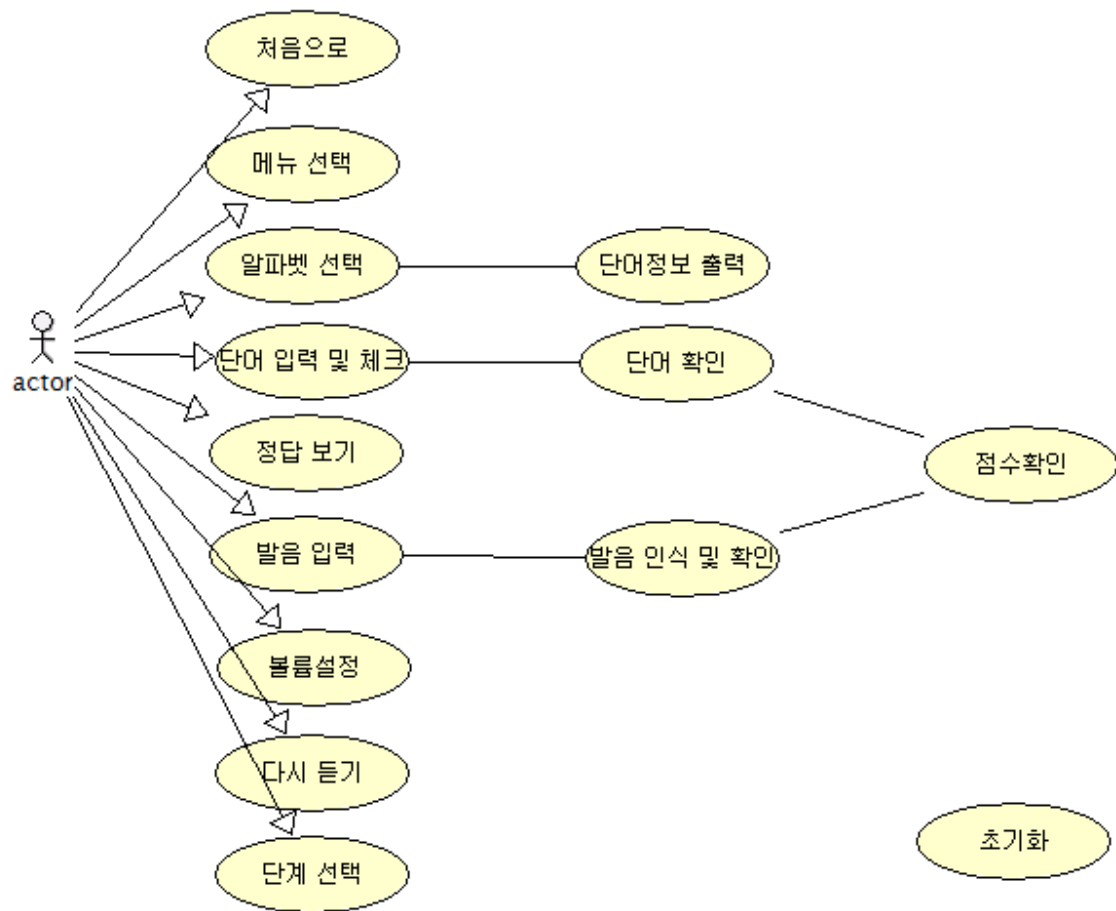 처음으로
메뉴 선택
알파벳 선택
단어정보 출력
actor
단어 입력 및 체크
단어 확인
정답 보기
점수확인
발음 입력
발음 인식 및 확인
볼륨설정
다시 듣기
초기화
단계 선택